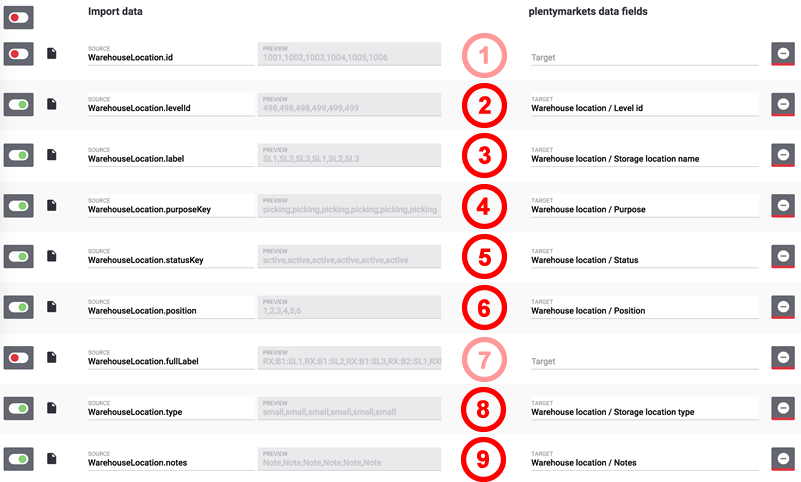 Import data plentymarkets data fields
SOURCE PREVIEW
WarehouseLocation.id 1001,1002,1003,1004,1005,1006 1 Target
SOURCE PREVIEW TARGET
WarehouseLocation.levelId 498,498,498,499,499,499 2 Warehouse location / Level id
SOURCE PREVIEW TARGET
WarehouseLocation.label SL1,SL2,SL3,SL1,SL2,SL3 3 Warehouse location / Storage location name
SOURCE PREVIEW TARGET
WarehouseLocation.purposeKey picking,picking,picking,picking,picking,picking 4 Warehouse location / Purpose
SOURCE PREVIEW TARGET
WarehouseLocation.statusKey active,active,active,active,active,active 5 Warehouse location / Status
SOURCE PREVIEW TARGET
WarehouseLocation.position 1,2,3,4,5,6 6 Warehouse location / Position
SOURCE PREVIEW
WarehouseLocation.fullLabel RX:B1:SL1,RX:B1:SL2,RX:B1:SL3,RX:B2:SL1,RX 7 Target
SOURCE PREVIEW TARGET
WarehouseLocation.type small,small,small,small,small,small 8 Warehouse location / Storage location type
SOURCE PREVIEW TARGET
WarehouseLocation.notes Note,Note,Note,Note,Note,Note 9 Warehouse location / Notes